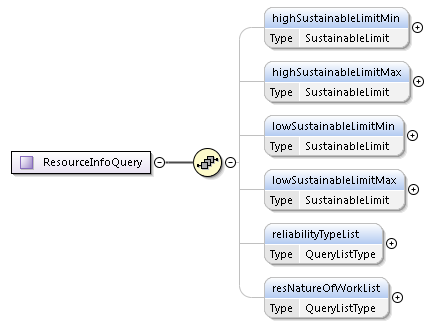 highSustainableLimitMin
Type SustainableLimit
highSustainableLimitMax
Type SustainableLimit
lowSustainableLimitMin
Type SustainableLimit
ResourceInfoQuery
lowSustainableLimitMax
Type SustainableLimit
reliabilityTypeList
Type QueryListType
resNatureOfWorkList
Type QueryListType